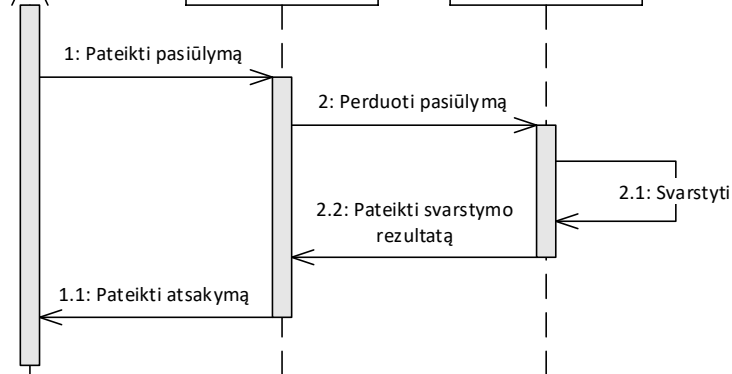 1: Pateikti pasiūlymą
2: Perduoti pasiūlymą
2.1: Svarstyti
2.2: Pateikti svarstymo
rezultatą
1.1: Pateikti atsakymą